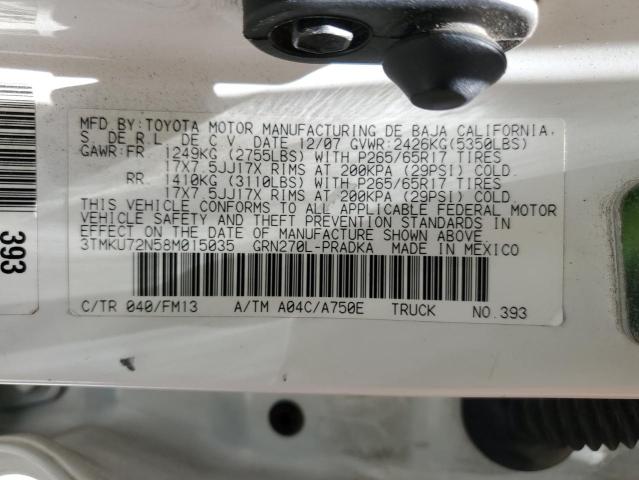 MFD BY:TOYOTA MOTOR MANUFACTURING DE BAJA CALIFORNIA,
S. DE R.L. DE C.V. DATE 12/07 GVWR:2426KG(5350LBS)
GAWR:FR 1249KG (2755LBS) WITH P265/65R17 TIRES
17X7.5JJ17X RIMS AT 200KPA (29PSI) COLD.
RR 1410KG (3110LBS) WITH P265/65R17 TIRES
17X7.5JJ17X RIMS AT 200KPA (29PSI) COLD.
THIS VEHICLE CONFORMS TO ALL APPLICABLE FEDERAL MOTOR
VEHICLE SAFETY AND THEFT PREVENTION STANDARDS IN
EFFECT ON THE DATE OF MANUFACTURE SHOWN ABOVE.
3TMKU72N58M015035 GRN270L-PRADKA MADE IN MEXICO
C/TR 040/FM13 A/TM A04C/A750E TRUCK NO.393
393